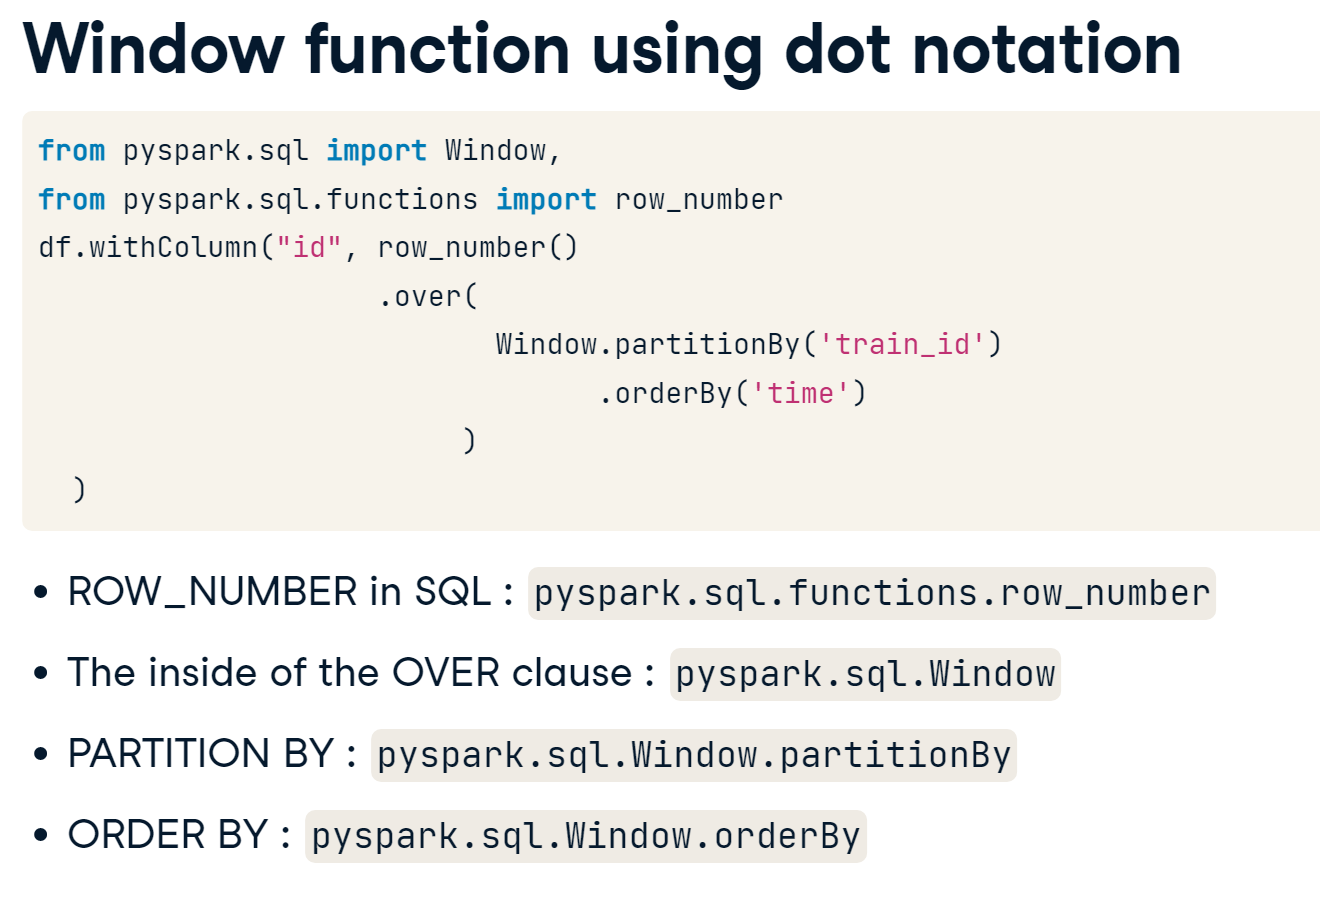 Window function using dot notation
from pyspark.sql import Window,
from pyspark.sql.functions import row_number
df.withColumn("id", row_number()
.over(
Window.partitionBy('train_id')
.orderBy('time')
)
)
• ROW_NUMBER in SQL : pyspark.sql.functions.row_number
• The inside of the OVER clause : pyspark.sql.Window
• PARTITION BY : pyspark.sql.Window.partitionBy
• ORDER BY : pyspark.sql.Window.orderBy